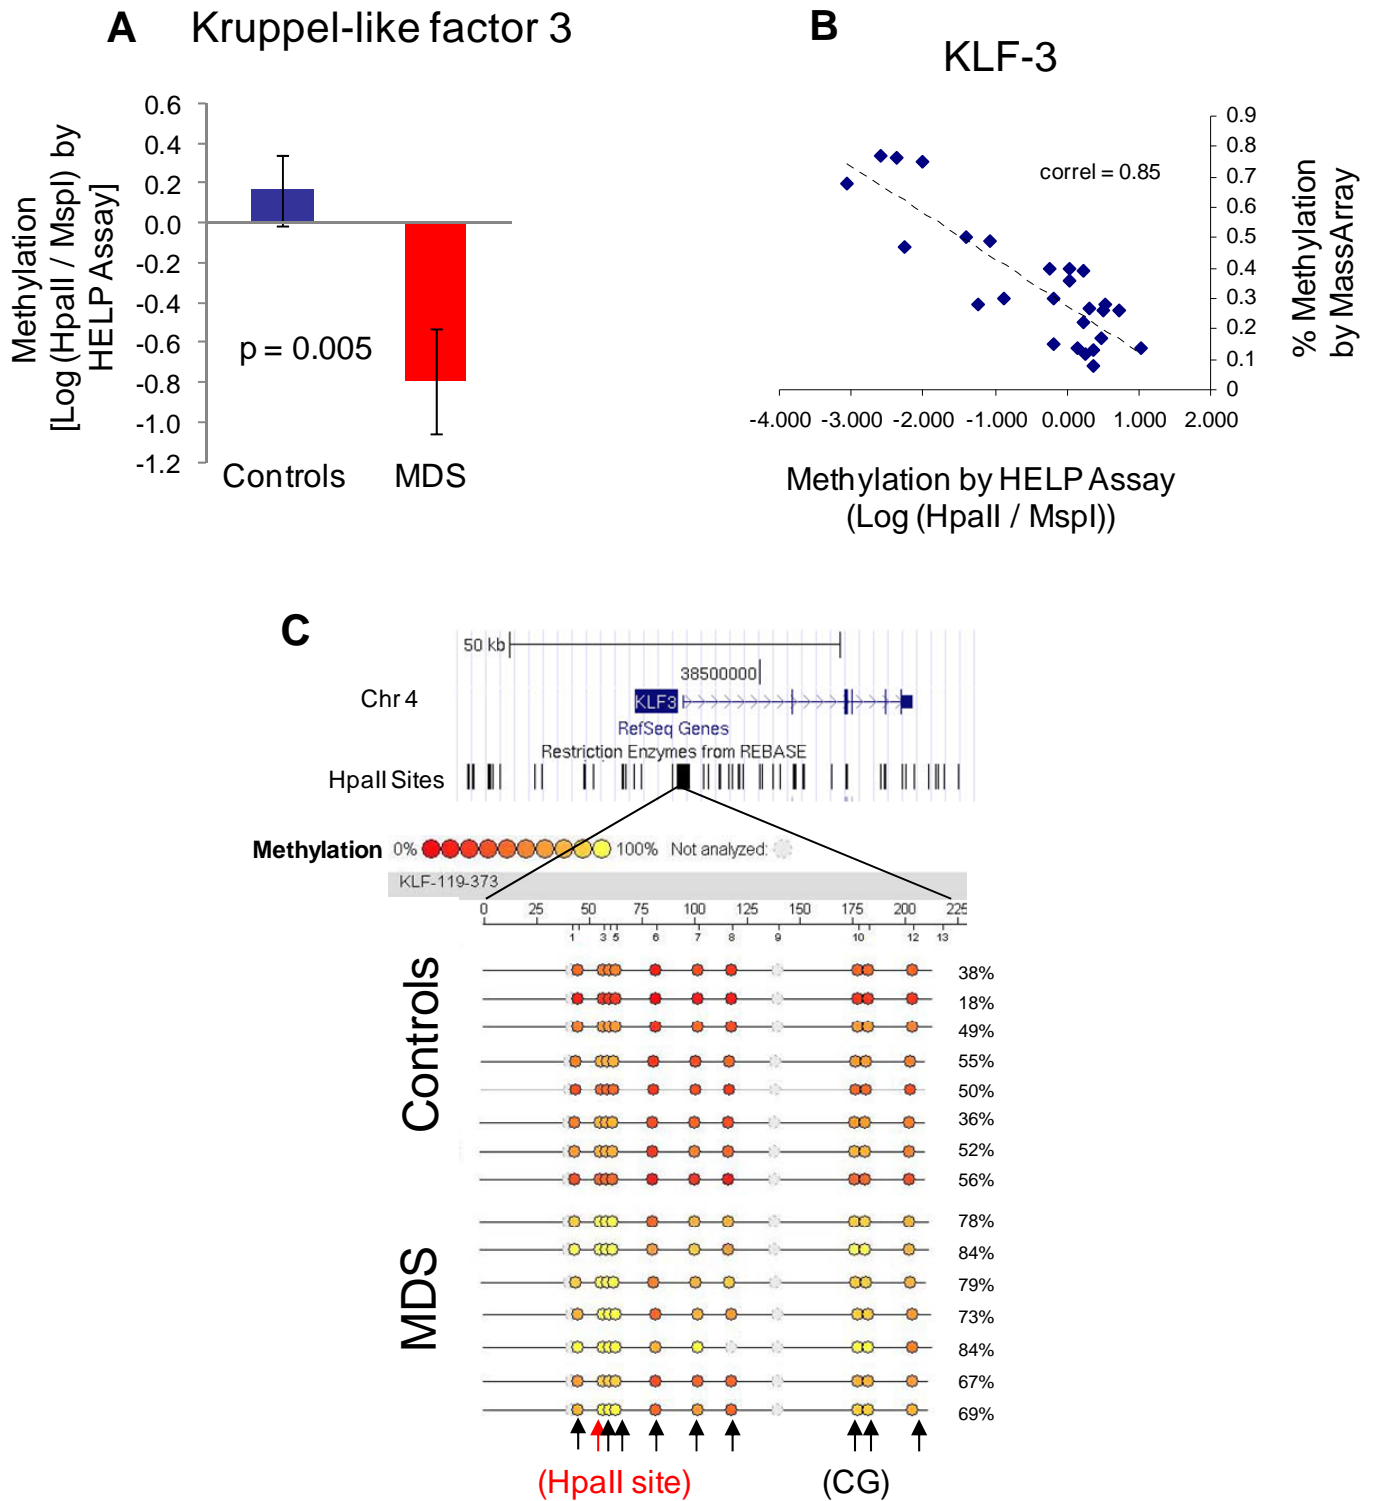 A
Kruppel-like factor 3
Methylation
[Log (HpaII / MspI) by
HELP Assay]
0.6
0.4
0.2
0.0
-0.2
-0.4
-0.6
-0.8
-1.0
-1.2
p = 0.005
Controls
MDS
B
KLF-3
correl = 0.85
0.9
0.8
0.7
0.6
0.5
0.4
0.3
0.2
0.1
0
% Methylation
by MassArray
-4.000 -3.000 -2.000 -1.000 0.000 1.000 2.000
Methylation by HELP Assay
(Log (HpaII / MspI))
C
50 kb
38500000
Chr 4
KLF3
RefSeq Genes
Restriction Enzymes from REBASE
HpaII Sites
Methylation 0% 100% Not analyzed:
KLF-119-373
0 25 50 75 100 125 150 175 200 225
1 3 5 6 7 8 9 10 12 13
Controls
38%
18%
49%
55%
50%
36%
52%
56%
MDS
78%
84%
79%
73%
84%
67%
69%
(HpaII site)
(CG)